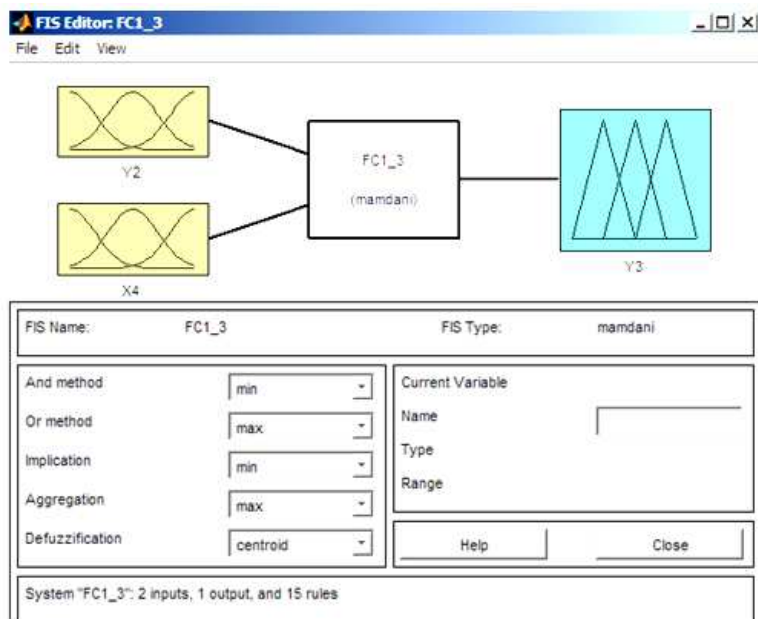 FIS Editor: FC1_3
File Edit View
Y2
X4
FC1_3
(mamdani)
Y3
FIS Name: FC1_3 FIS Type: mamdani
And method min
Or method max
Implication min
Aggregation max
Defuzzification centroid
Current Variable
Name
Type
Range
Help Close
System "FC1_3": 2 inputs, 1 output, and 15 rules